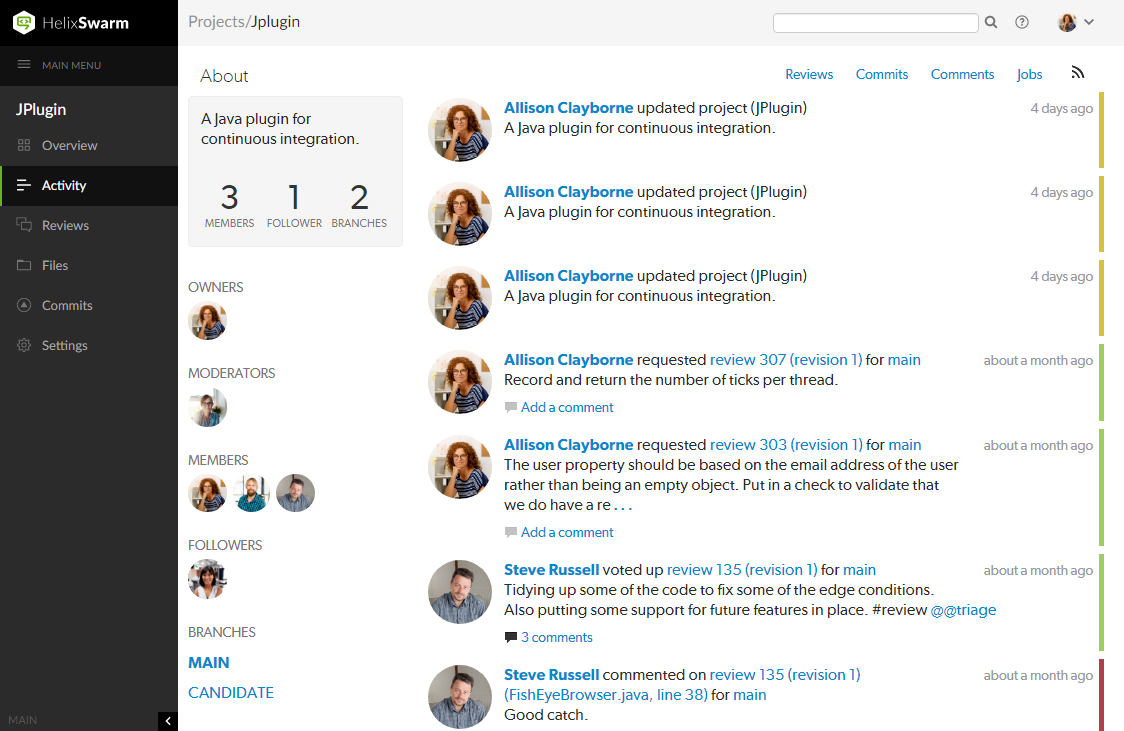 HelixSwarm
Projects/Jplugin
MAIN MENU
JPlugin
Overview
Activity
Reviews
Files
Commits
Settings
MAIN
About
A Java plugin for
continuous integration.
3 1 2
MEMBERS FOLLOWER BRANCHES
OWNERS
MODERATORS
MEMBERS
FOLLOWERS
BRANCHES
MAIN
CANDIDATE
Reviews Commits Comments Jobs
Allison Clayborne updated project (JPlugin) 4 days ago
A Java plugin for continuous integration.
Allison Clayborne updated project (JPlugin) 4 days ago
A Java plugin for continuous integration.
Allison Clayborne updated project (JPlugin) 4 days ago
A Java plugin for continuous integration.
Allison Clayborne requested review 307 (revision 1) for main about a month ago
Record and return the number of ticks per thread.
Add a comment
Allison Clayborne requested review 303 (revision 1) for main about a month ago
The user property should be based on the email address of the user
rather than being an empty object. Put in a check to validate that
we do have a re . . .
Add a comment
Steve Russell voted up review 135 (revision 1) for main about a month ago
Tidying up some of the code to fix some of the edge conditions.
Also putting some support for future features in place. #review @@triage
3 comments
Steve Russell commented on review 135 (revision 1) about a month ago
(FishEyeBrowser.java, line 38) for main
Good catch.